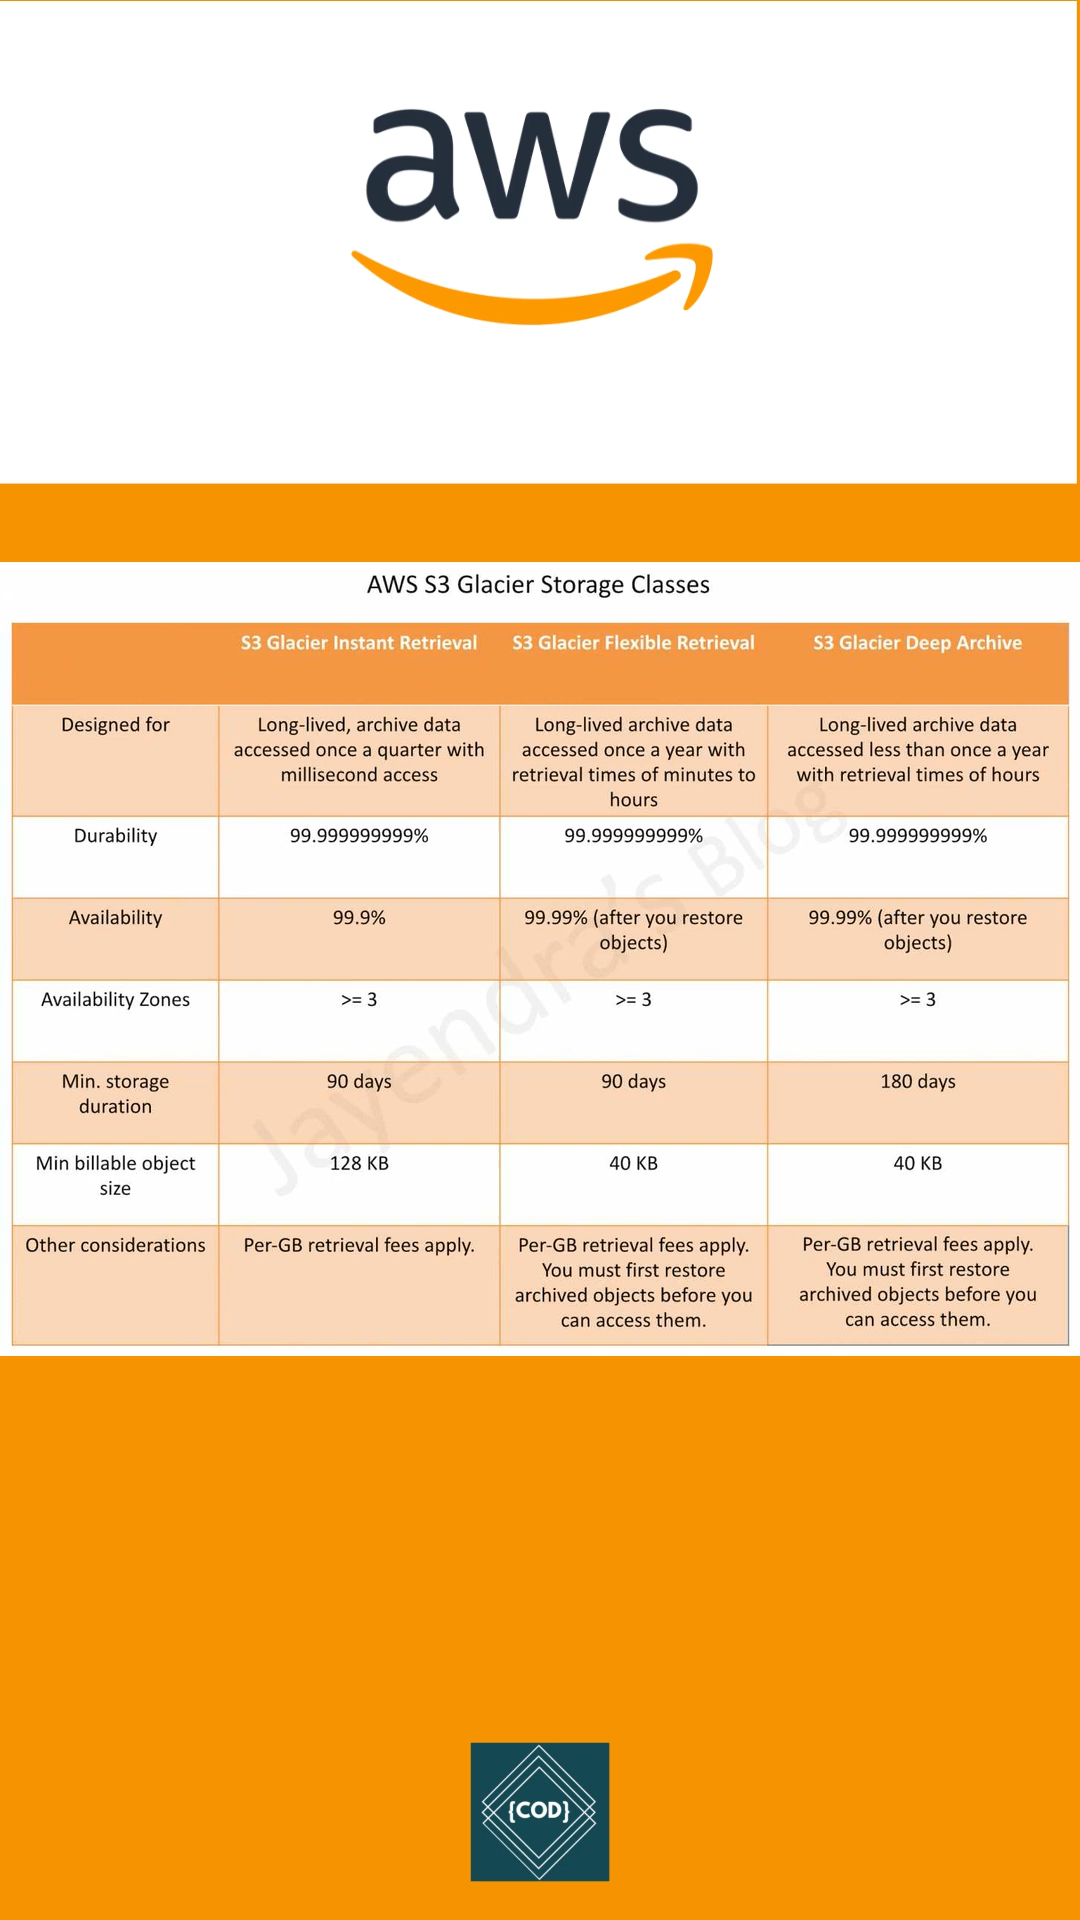 aws
AWS S3 Glacier Storage Classes
S3 Glacier Instant Retrieval
S3 Glacier Flexible Retrieval
S3 Glacier Deep Archive
Designed for
Long-lived, archive data
accessed once a quarter with
millisecond access
Long-lived archive data
accessed once a year with
retrieval times of minutes to
hours
Long-lived archive data
accessed less than once a year
with retrieval times of hours
Durability
99.999999999%
99.999999999%
99.999999999%
Availability
99.9%
99.99% (after you restore
objects)
99.99% (after you restore
objects)
Availability Zones
>= 3
>= 3
>= 3
Min. storage
duration
90 days
90 days
180 days
Min billable object
size
128 KB
40 KB
40 KB
Other considerations
Per-GB retrieval fees apply.
Per-GB retrieval fees apply.
You must first restore
archived objects before you
can access them.
Per-GB retrieval fees apply.
You must first restore
archived objects before you
can access them.
Jayendra's Blog
{COD}